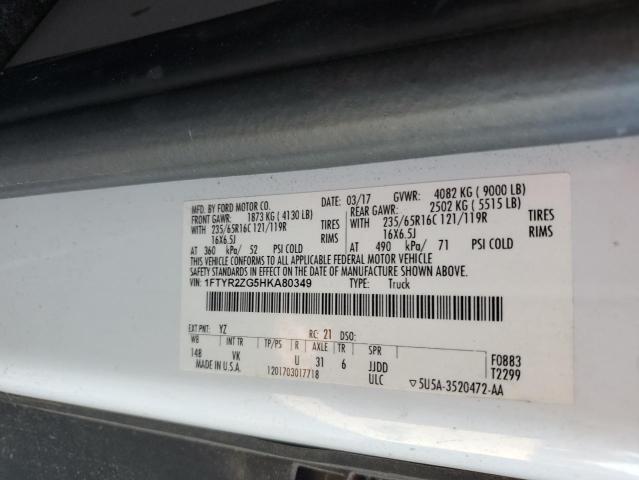 MFD. BY FORD MOTOR CO.
03/17 GVWR: 4082 KG ( 9000 LB)
FRONT GAWR: 1873 KG ( 4130 LB) REAR GAWR: 2502 KG ( 5515 LB)
WITH 235/65R16C 121/119R TIRES WITH 235/65R16C 121/119R TIRES
16X6.5J RIMS 16X6.5J RIMS
AT 360 kPa/ 52 PSI COLD AT 490 kPa/ 71 PSI COLD
THIS VEHICLE CONFORMS TO ALL APPLICABLE FEDERAL MOTOR VEHICLE
SAFETY STANDARDS IN EFFECT ON THE DATE OF MANUFACTURE SHOWN ABOVE.
VIN: 1FTYR2ZG5HKA80349 TYPE: Truck
EXT PNT: YZ RC: 21 DSO:
WB INT TR TP/PS R AXLE TR SPR
148 VK U 31 6 JJDD F0883
MADE IN U.S.A. 1201703017718 ULC T2299
▽5U5A-3520472-AA